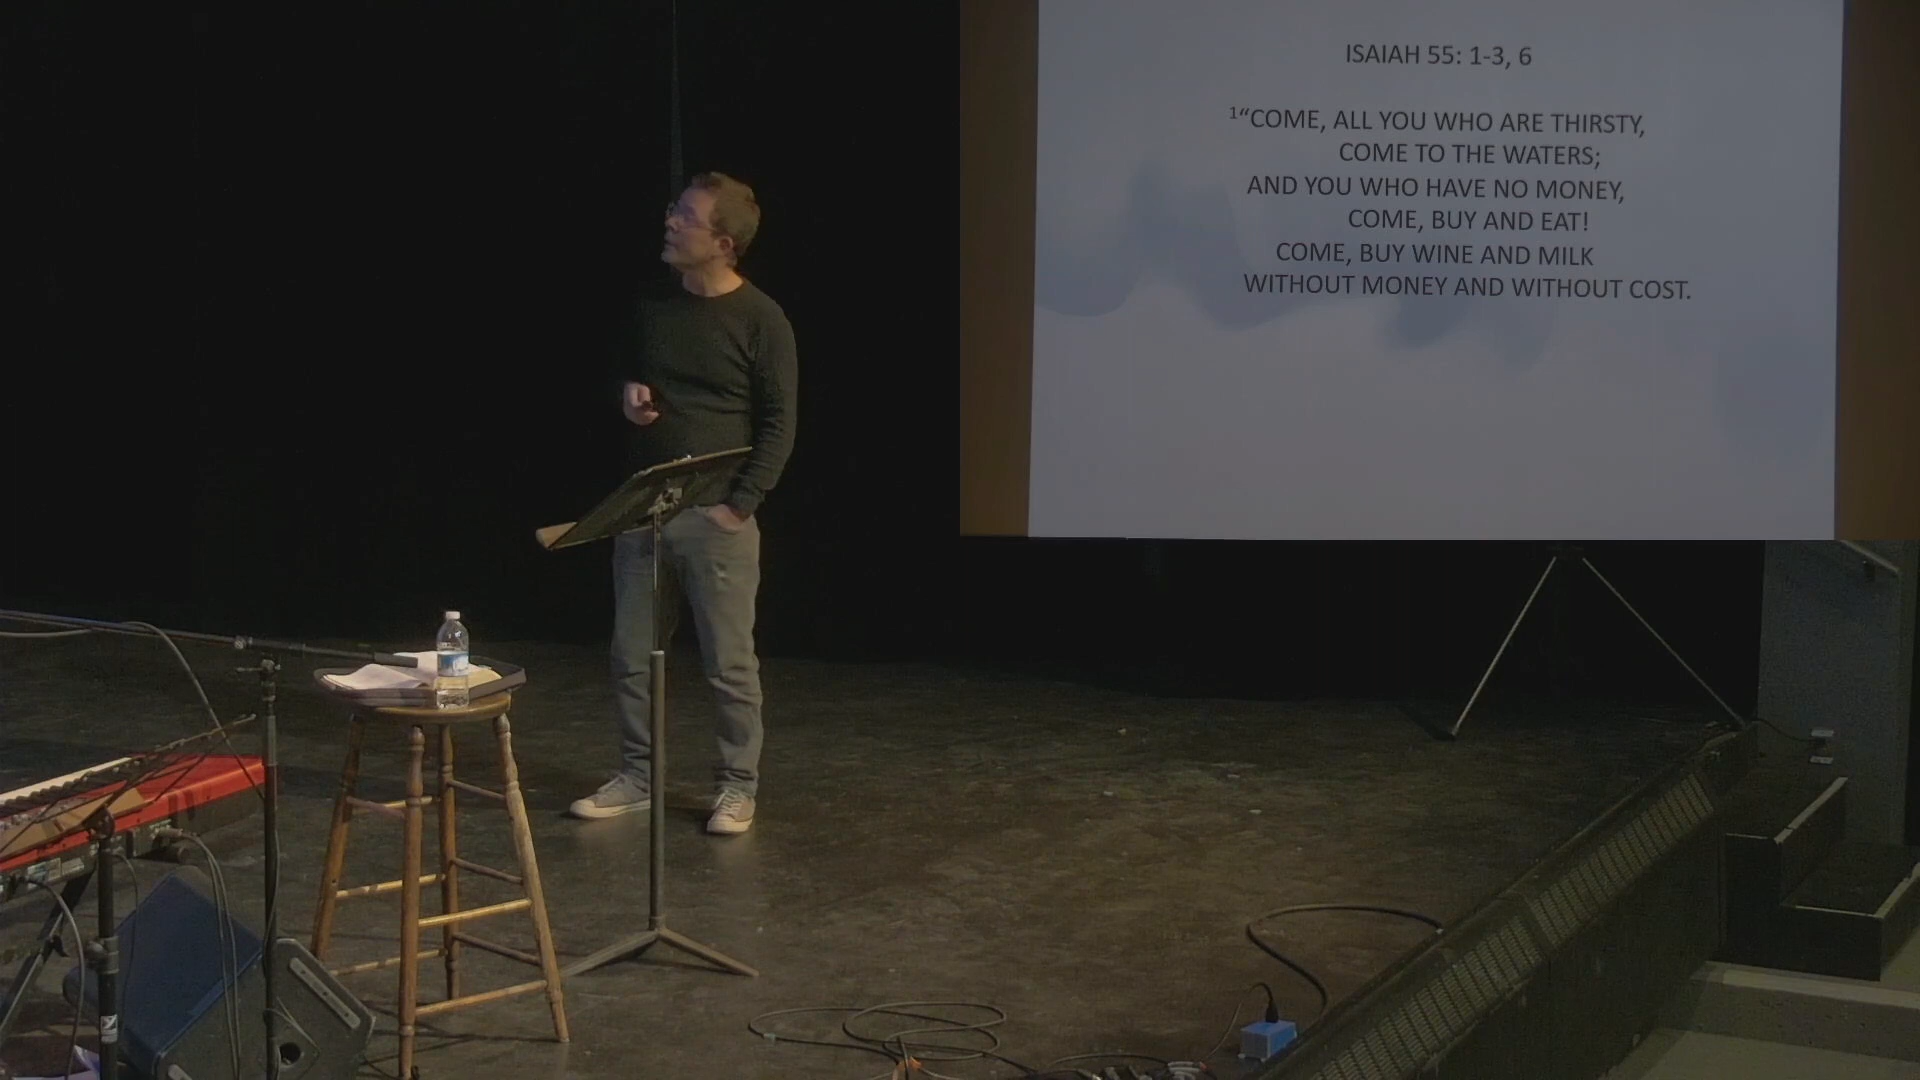 ISAIAH 55: 1-3, 6
¹“COME, ALL YOU WHO ARE THIRSTY,
COME TO THE WATERS;
AND YOU WHO HAVE NO MONEY,
COME, BUY AND EAT!
COME, BUY WINE AND MILK
WITHOUT MONEY AND WITHOUT COST.